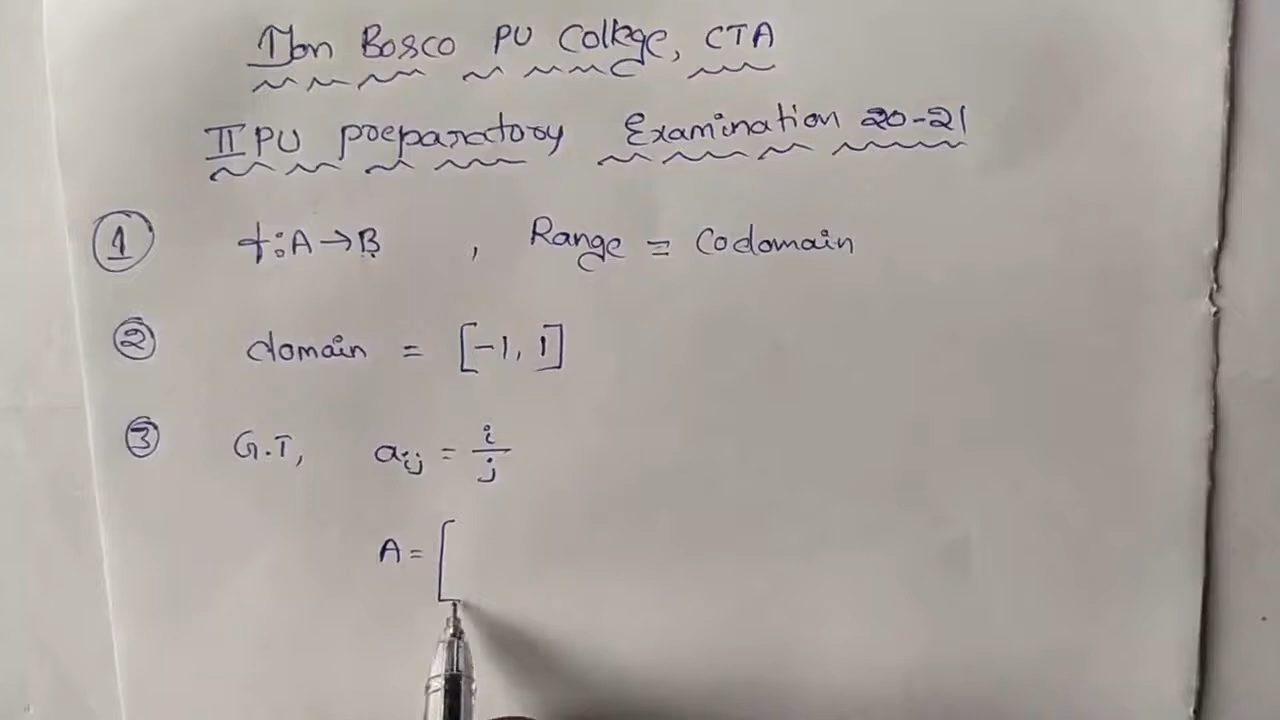 Don Bosco PU College, CTA
II PU preparatory Examination 20-21
1 f:A→B , Range = Codomain
2 domain = [-1, 1]
3 G.T, aij = i/j
A = [